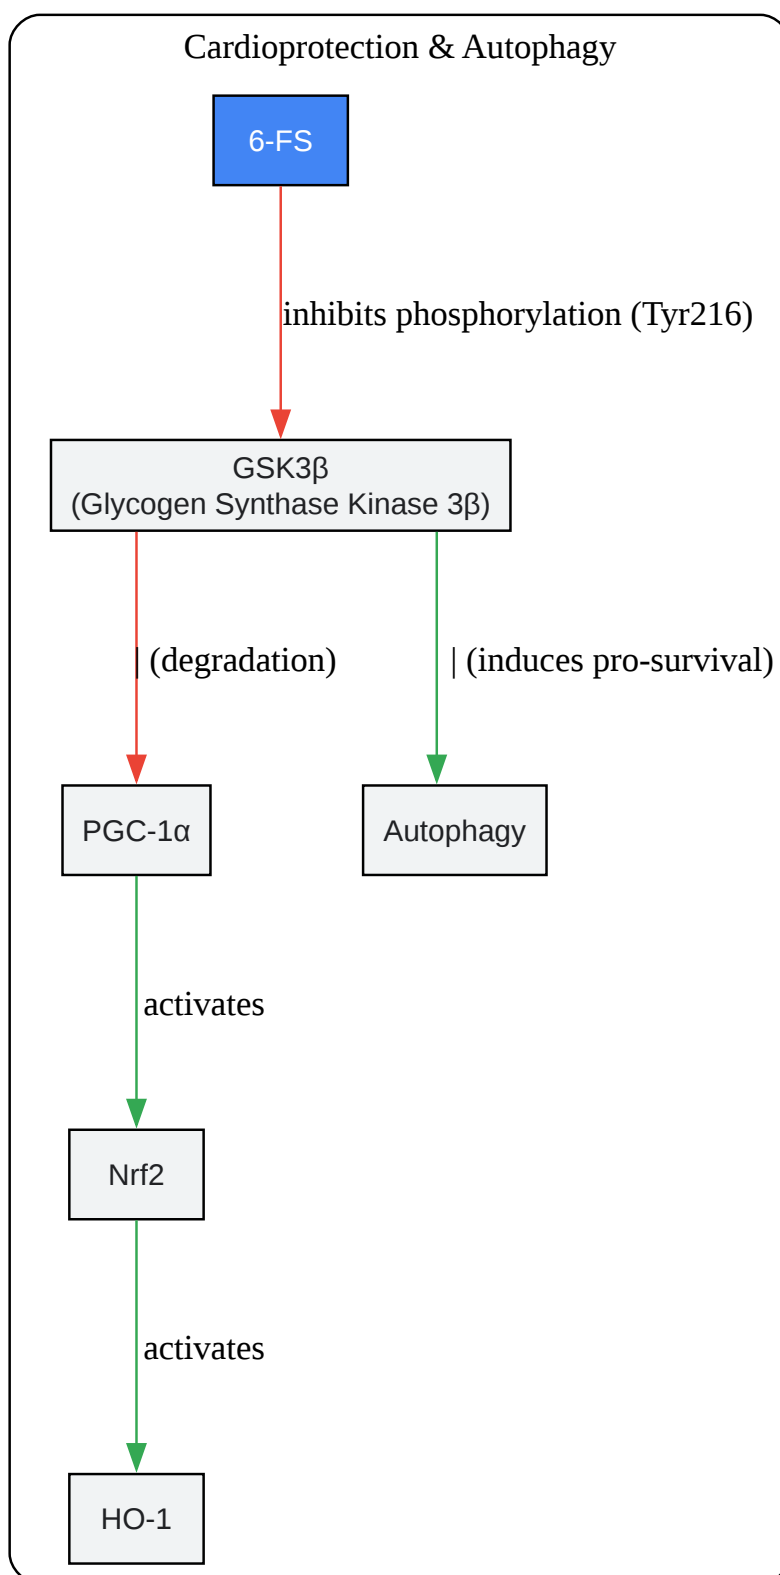 Cardioprotection & Autophagy
6-FS
inhibits phosphorylation (Tyr216)
GSK3β
(Glycogen Synthase Kinase 3β)
| (degradation)
| (induces pro-survival)
PGC-1α
Autophagy
activates
Nrf2
activates
HO-1